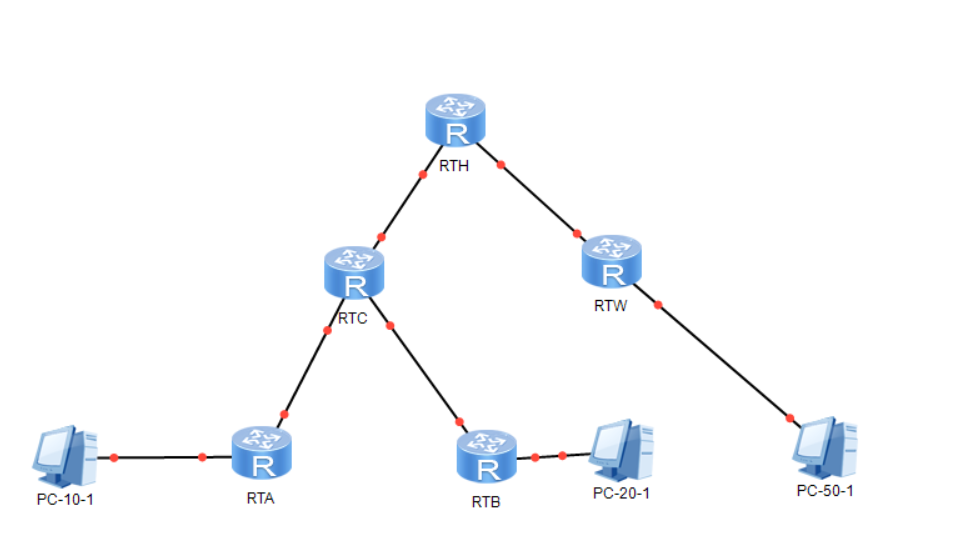 R
RTH
R
RTC
R
RTW
PC-10-1
R
RTA
R
RTB
PC-20-1
PC-50-1